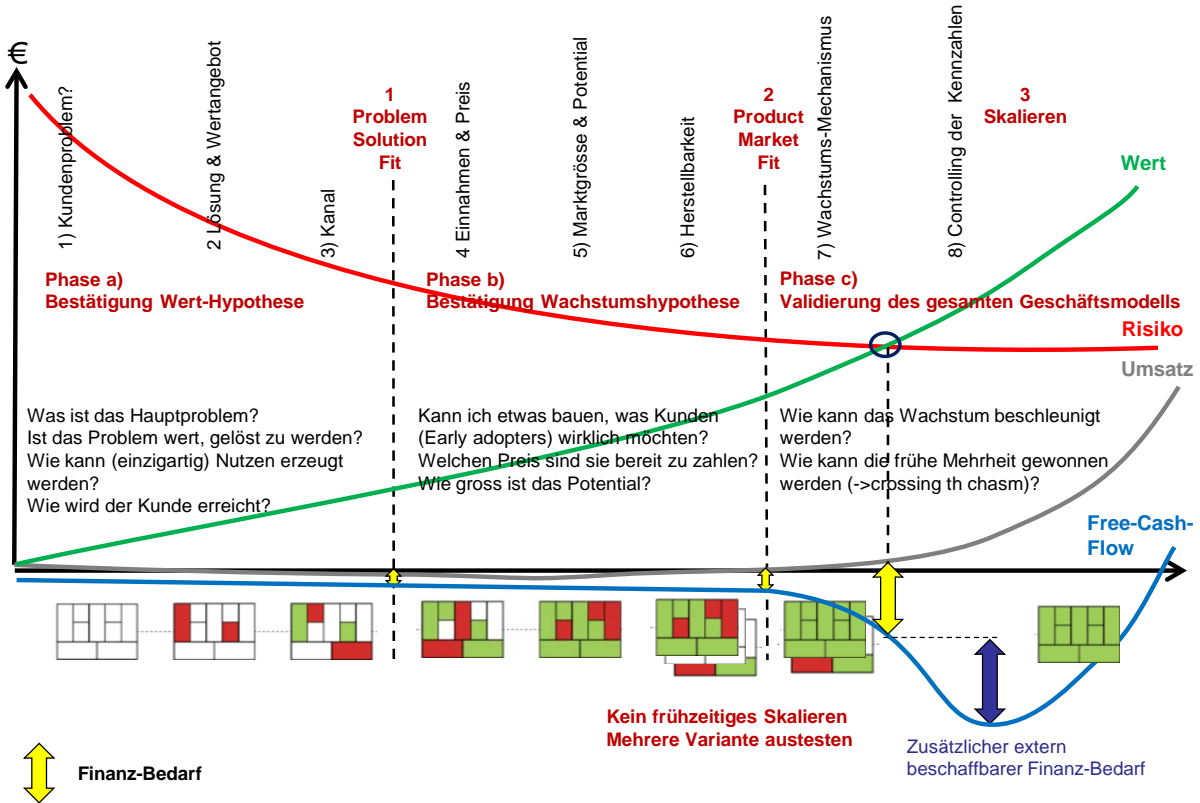 €
1) Kundenproblem?
2 Lösung & Wertangebot
3) Kanal
1
Problem
Solution
Fit
4 Einnahmen & Preis
5) Marktgrösse & Potential
6) Herstellbarkeit
2
Product
Market
Fit
7) Wachstums-Mechanismus
8) Controlling der Kennzahlen
3
Skalieren
Wert
Phase a)
Bestätigung Wert-Hypothese
Phase b)
Bestätigung Wachstumshypothese
Phase c)
Validierung des gesamten Geschäftsmodells
Risiko
Umsatz
Was ist das Hauptproblem?
Ist das Problem wert, gelöst zu werden?
Wie kann (einzigartig) Nutzen erzeugt
werden?
Wie wird der Kunde erreicht?
Kann ich etwas bauen, was Kunden
(Early adopters) wirklich möchten?
Welchen Preis sind sie bereit zu zahlen?
Wie gross ist das Potential?
Wie kann das Wachstum beschleunigt
werden?
Wie kann die frühe Mehrheit gewonnen
werden (->crossing th chasm)?
Free-Cash-
Flow
Kein frühzeitiges Skalieren
Mehrere Variante austesten
Zusätzlicher extern
beschaffbarer Finanz-Bedarf
Finanz-Bedarf